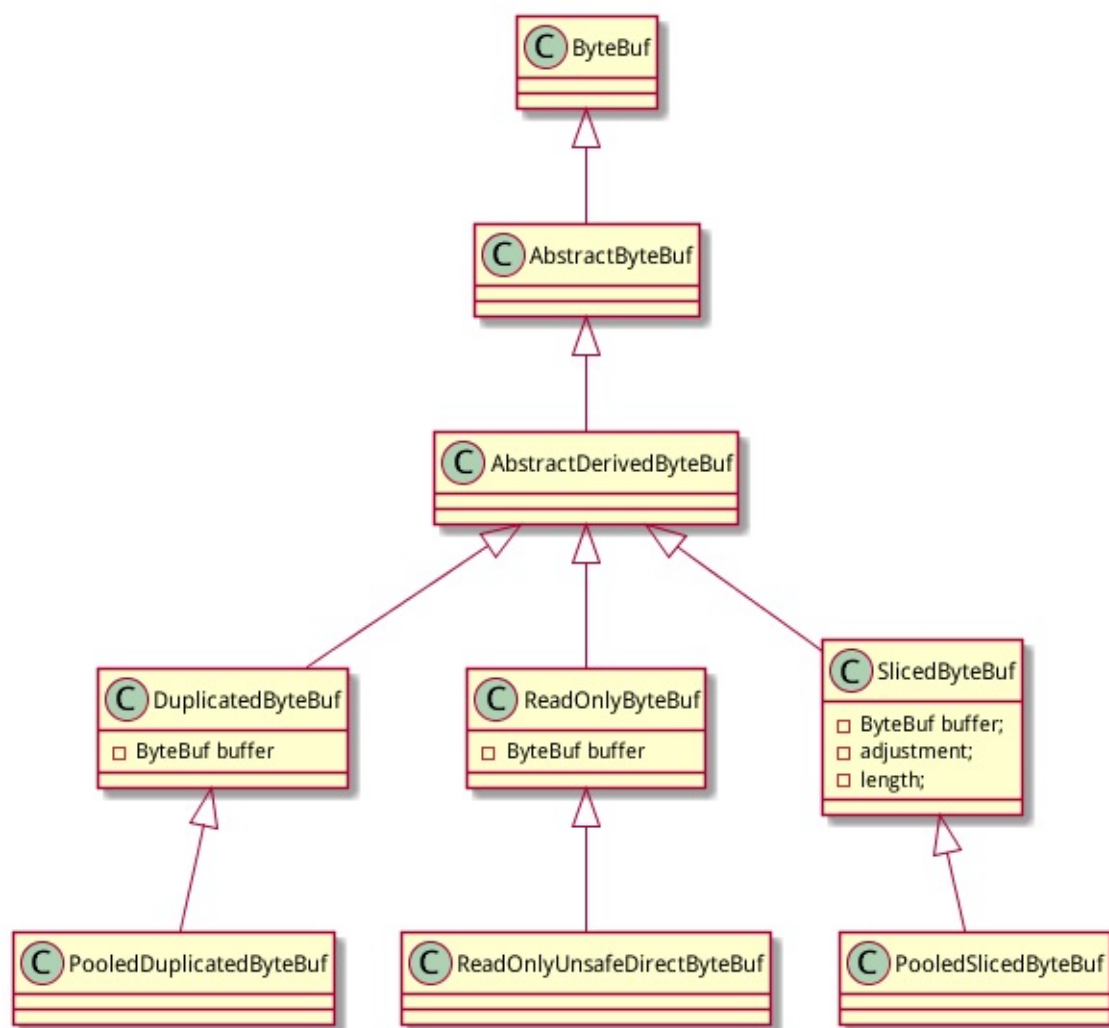 C ByteBuf
C AbstractByteBuf
C AbstractDerivedByteBuf
C DuplicatedByteBuf
ByteBuf buffer
C ReadOnlyByteBuf
ByteBuf buffer
C SlicedByteBuf
ByteBuf buffer;
adjustment;
length;
C PooledDuplicatedByteBuf
C ReadOnlyUnsafeDirectByteBuf
C PooledSlicedByteBuf